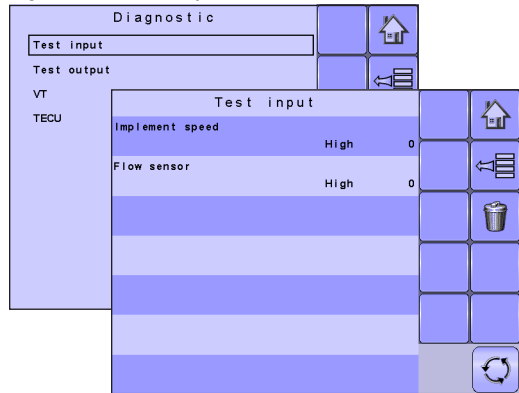 Diagnostic
Test input
Test output
VT
TECU
Test input
Implement speed
High 0
Flow sensor
High 0